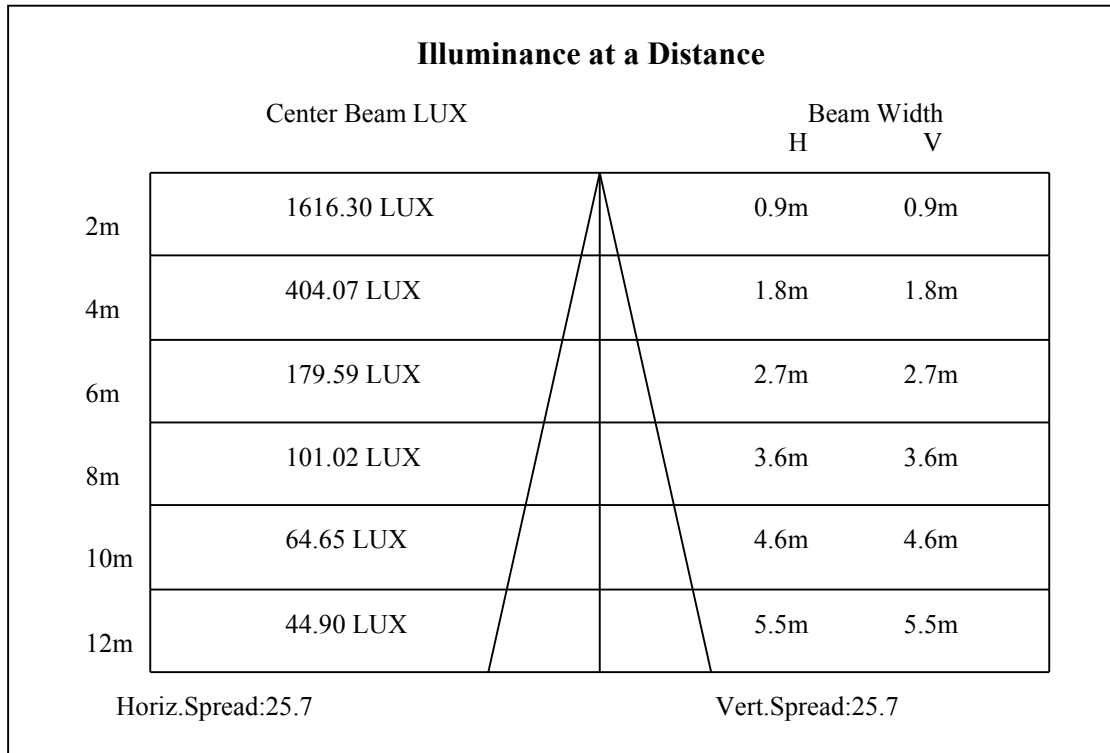 Illuminance at a Distance
Center Beam LUX Beam Width
H V
2m 1616.30 LUX 0.9m 0.9m
4m 404.07 LUX 1.8m 1.8m
6m 179.59 LUX 2.7m 2.7m
8m 101.02 LUX 3.6m 3.6m
10m 64.65 LUX 4.6m 4.6m
12m 44.90 LUX 5.5m 5.5m
Horiz.Spread:25.7 Vert.Spread:25.7